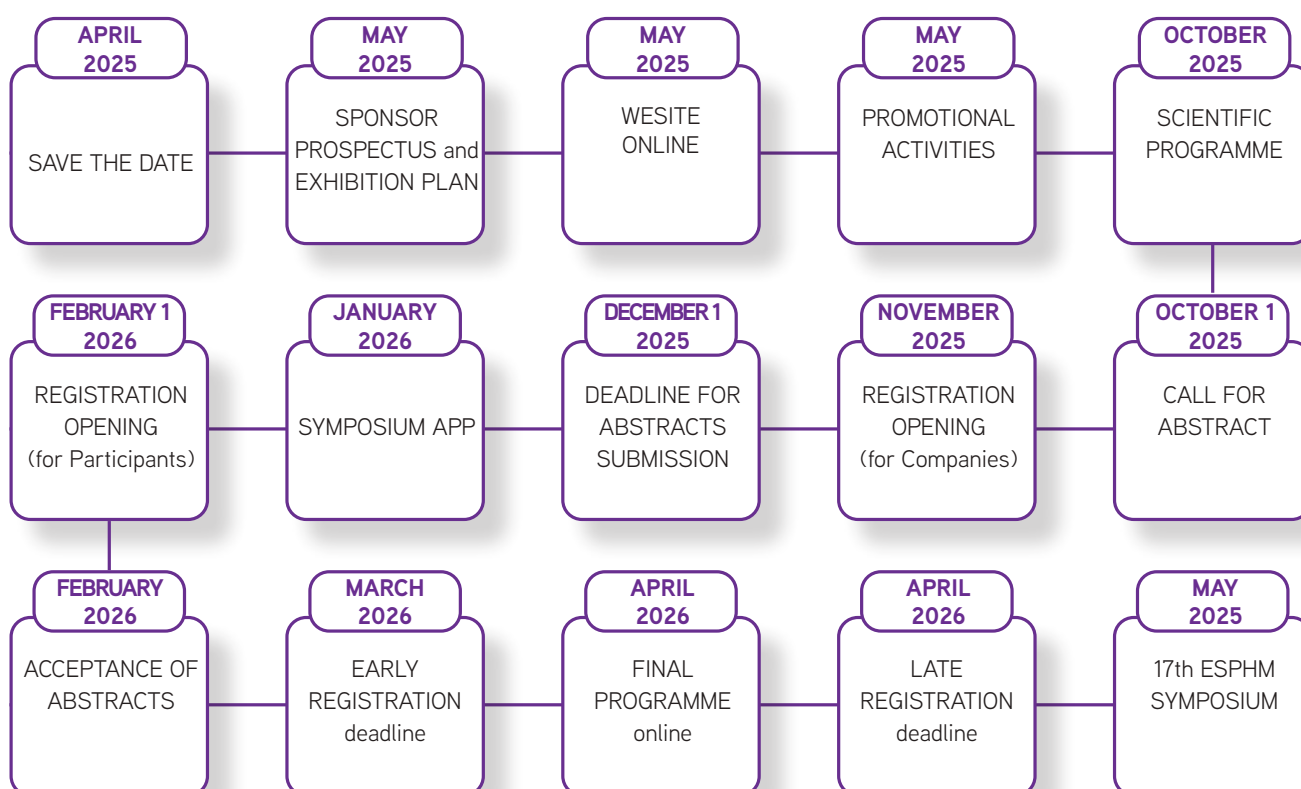 APRIL
2025
SAVE THE DATE
MAY
2025
SPONSOR
PROSPECTUS and
EXHIBITION PLAN
MAY
2025
WESITE
ONLINE
MAY
2025
PROMOTIONAL
ACTIVITIES
OCTOBER
2025
SCIENTIFIC
PROGRAMME
OCTOBER 1
2025
CALL FOR
ABSTRACT
NOVEMBER
2025
REGISTRATION
OPENING
(for Companies)
DECEMBER 1
2025
DEADLINE FOR
ABSTRACTS
SUBMISSION
JANUARY
2026
SYMPOSIUM APP
FEBRUARY 1
2026
REGISTRATION
OPENING
(for Participants)
FEBRUARY
2026
ACCEPTANCE OF
ABSTRACTS
MARCH
2026
EARLY
REGISTRATION
deadline
APRIL
2026
FINAL
PROGRAMME
online
APRIL
2026
LATE
REGISTRATION
deadline
MAY
2025
17th ESPHM
SYMPOSIUM